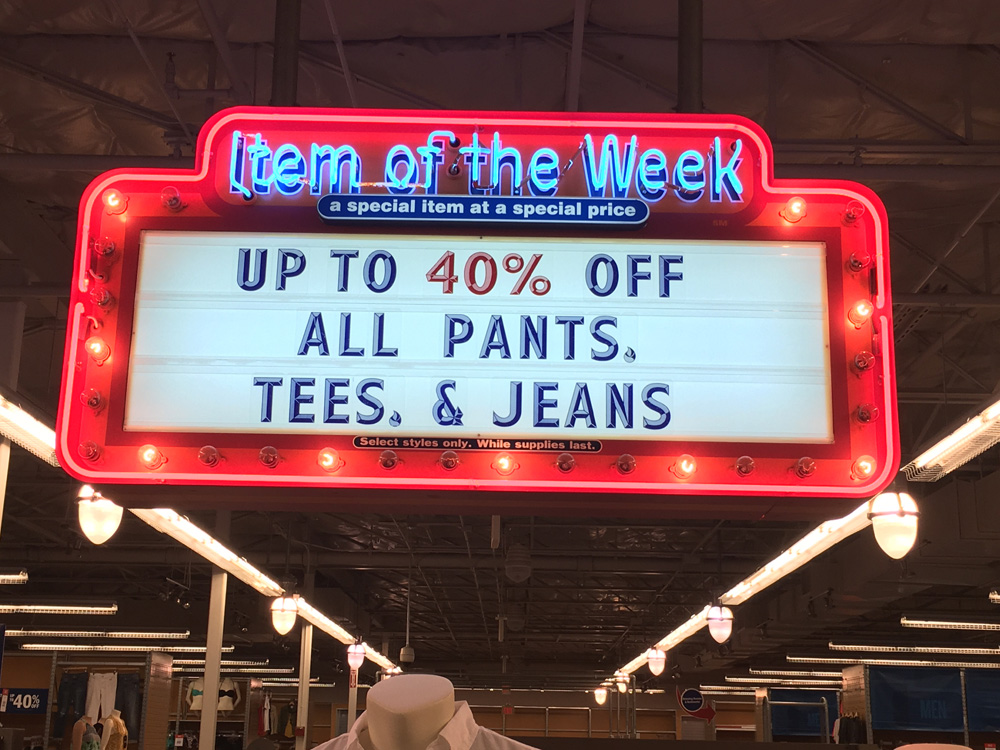 Item of the Week
a special item at a special price
UP TO 40% OFF
ALL PANTS,
TEES, & JEANS
Select styles only. While supplies last.
40%
MEN